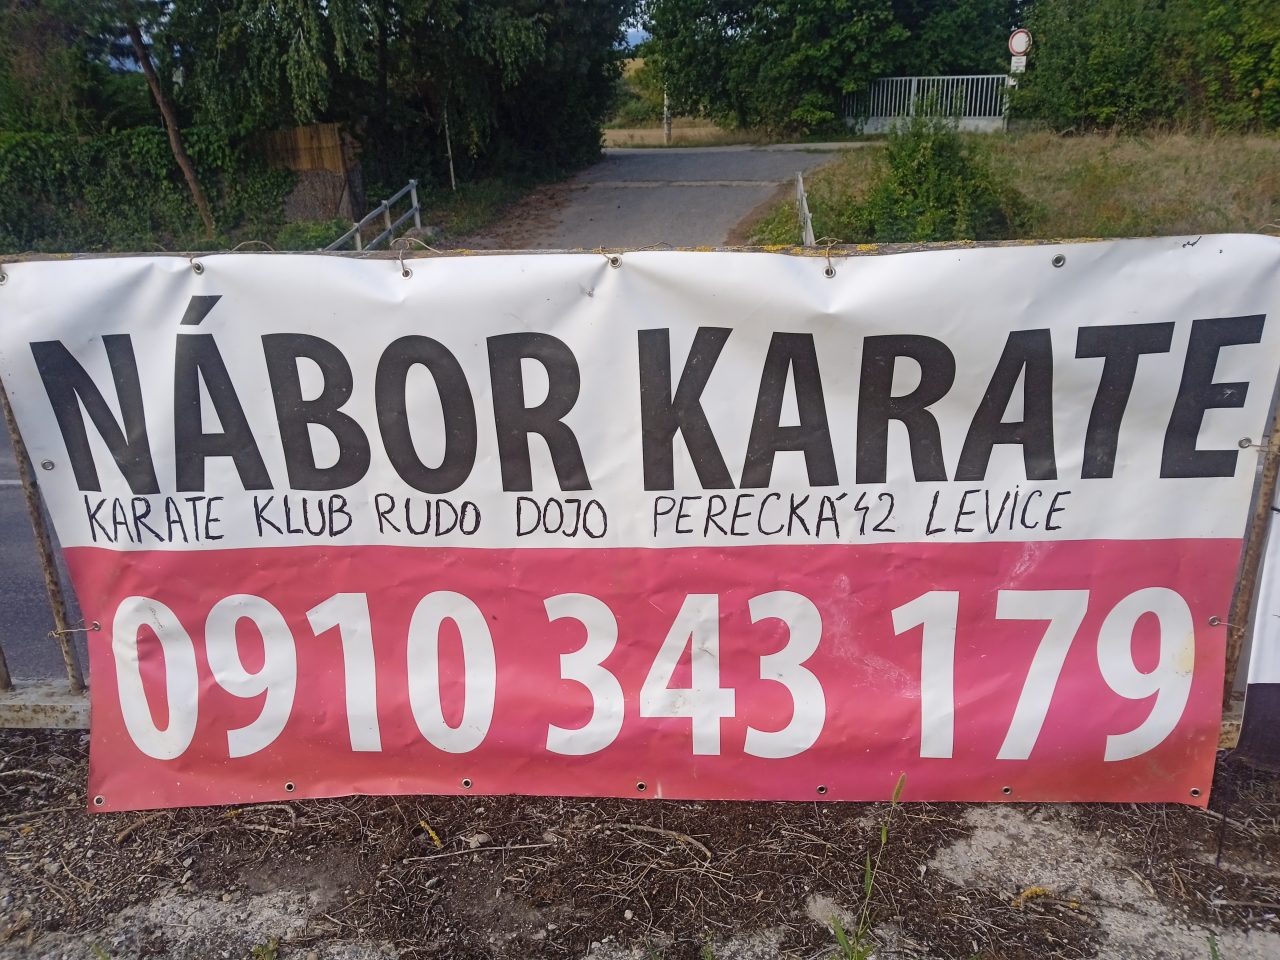 NÁBOR KARATE
KARATE KLUB RUDO DOJO PERECKÁ 42 LEVICE
0910 343 179